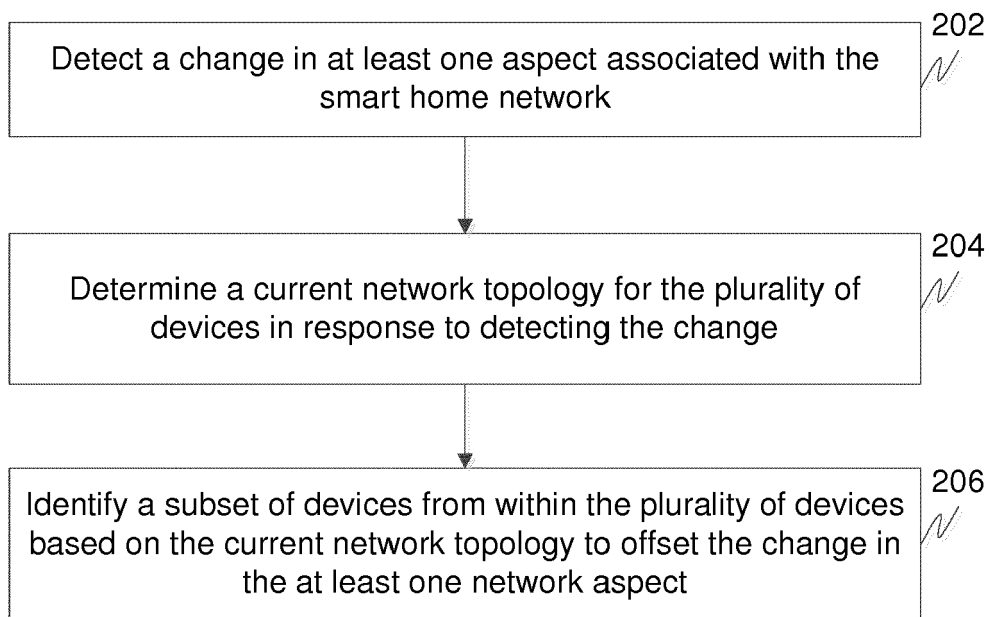 202
Detect a change in at least one aspect associated with the
smart home network
204
Determine a current network topology for the plurality of
devices in response to detecting the change
206
Identify a subset of devices from within the plurality of devices
based on the current network topology to offset the change in
the at least one network aspect